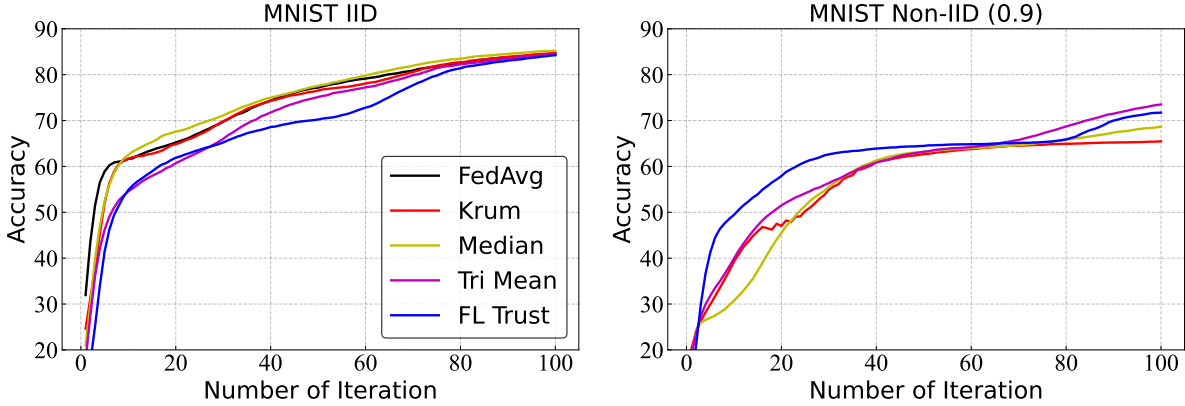 MNIST IID
90
80
70
60
50
40
30
20
Accuracy
0 20 40 60 80 100
Number of Iteration
FedAvg
Krum
Median
Tri Mean
FL Trust
MNIST Non-IID (0.9)
90
80
70
60
50
40
30
20
Accuracy
0 20 40 60 80 100
Number of Iteration